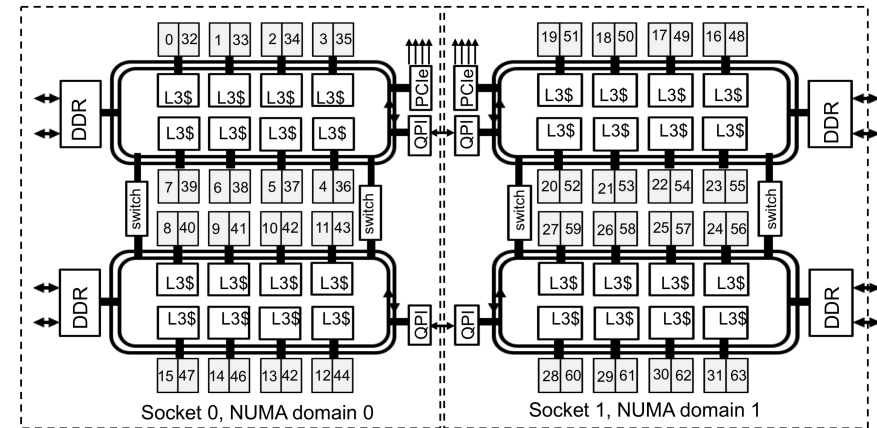 0 32 1 33 2 34 3 35 19 51 18 50 17 49 16 48
DDR L3$ L3$ L3$ L3$ PCIe PCIe L3$ L3$ L3$ L3$ DDR
L3$ L3$ L3$ L3$ QPI QPI L3$ L3$ L3$ L3$
7 39 6 38 5 37 4 36 20 52 21 53 22 54 23 55
switch switch switch switch
8 40 9 41 10 42 11 43 27 59 26 58 25 57 24 56
DDR L3$ L3$ L3$ L3$ L3$ L3$ L3$ L3$ DDR
L3$ L3$ L3$ L3$ QPI QPI L3$ L3$ L3$ L3$
15 47 14 46 13 42 12 44 28 60 29 61 30 62 31 63
Socket 0, NUMA domain 0 Socket 1, NUMA domain 1